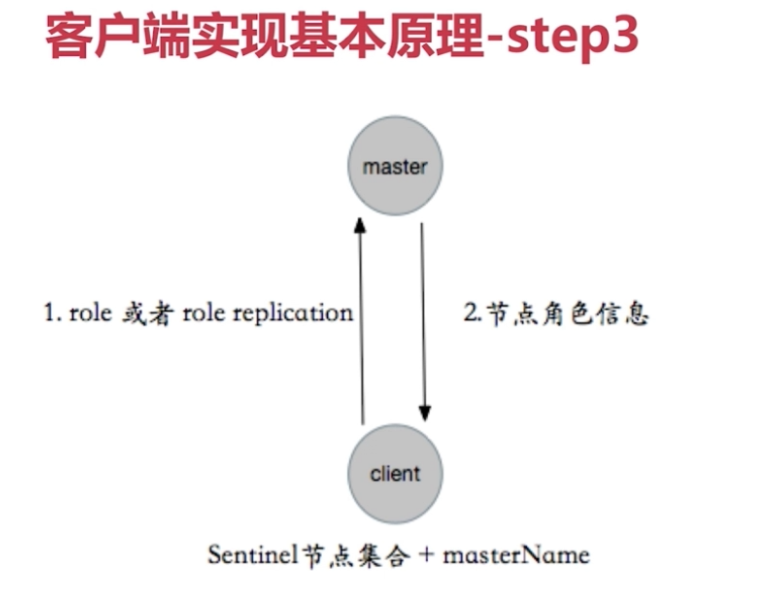 客户端实现基本原理-step3
master
1. role 或者 role replication
2.节点角色信息
client
Sentinel节点集合 + masterName